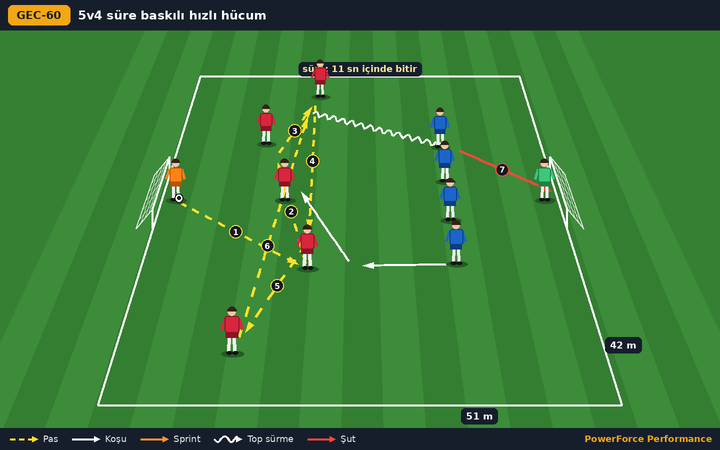 GEC-60
5v4 süre baskılı hızlı hücum
11 sn içinde bitir
3
4
7
2
1
6
5
42 m
51 m
Pas
Koşu
Sprint
Top sürme
Şut
PowerForce Performance